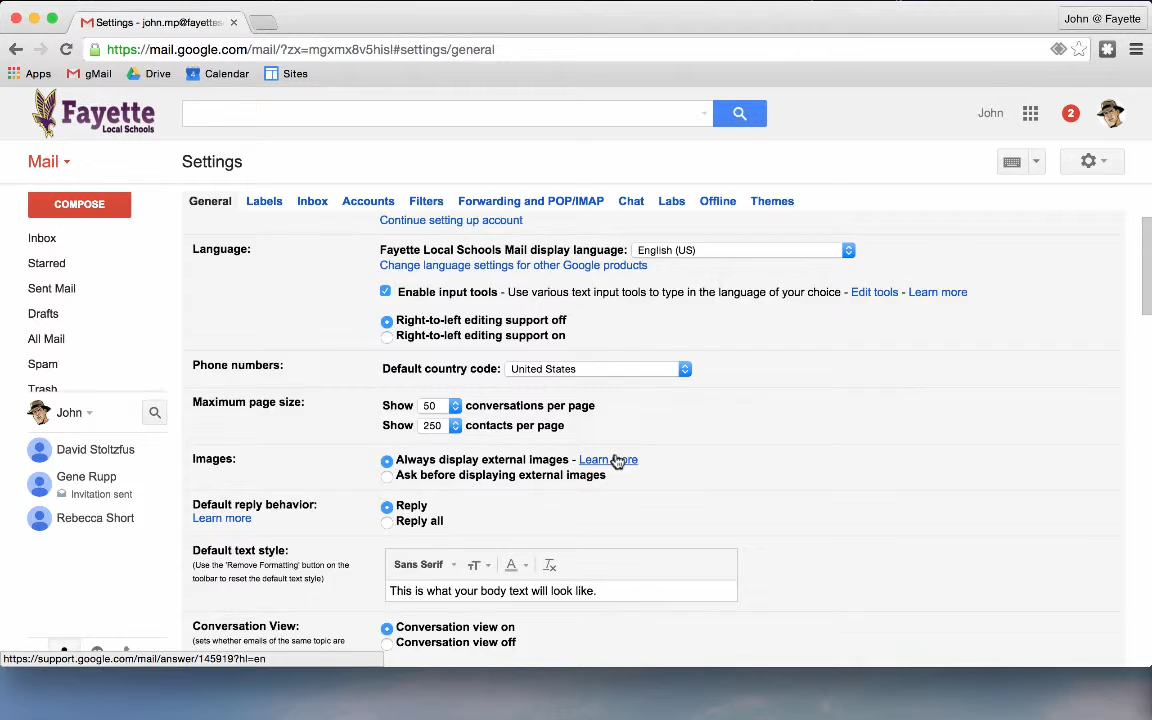 Settings - john.mp@fayettes
John @ Fayette
https://mail.google.com/mail/?zx=mgxmx8v5hisl#settings/general
Apps gMail Drive 4 Calendar Sites
Fayette
Local Schools
John 2
Mail Settings
COMPOSE
General Labels Inbox Accounts Filters Forwarding and POP/IMAP Chat Labs Offline Themes
Continue setting up account
Inbox
Starred
Sent Mail
Drafts
All Mail
Spam
Trash
John
David Stoltzfus
Gene Rupp
Invitation sent
Rebecca Short
Language: Fayette Local Schools Mail display language: English (US)
Change language settings for other Google products
Enable input tools - Use various text input tools to type in the language of your choice - Edit tools - Learn more
Right-to-left editing support off
Right-to-left editing support on
Phone numbers: Default country code: United States
Maximum page size: Show 50 conversations per page
Show 250 contacts per page
Images: Always display external images - Learn more
Ask before displaying external images
Default reply behavior: Reply
Learn more
Reply all
Default text style:
(Use the 'Remove Formatting' button on the
toolbar to reset the default text style)
Sans Serif TT A Tx
This is what your body text will look like.
Conversation View: Conversation view on
(sets whether emails of the same topic are
Conversation view off
https://support.google.com/mail/answer/145919?hl=en